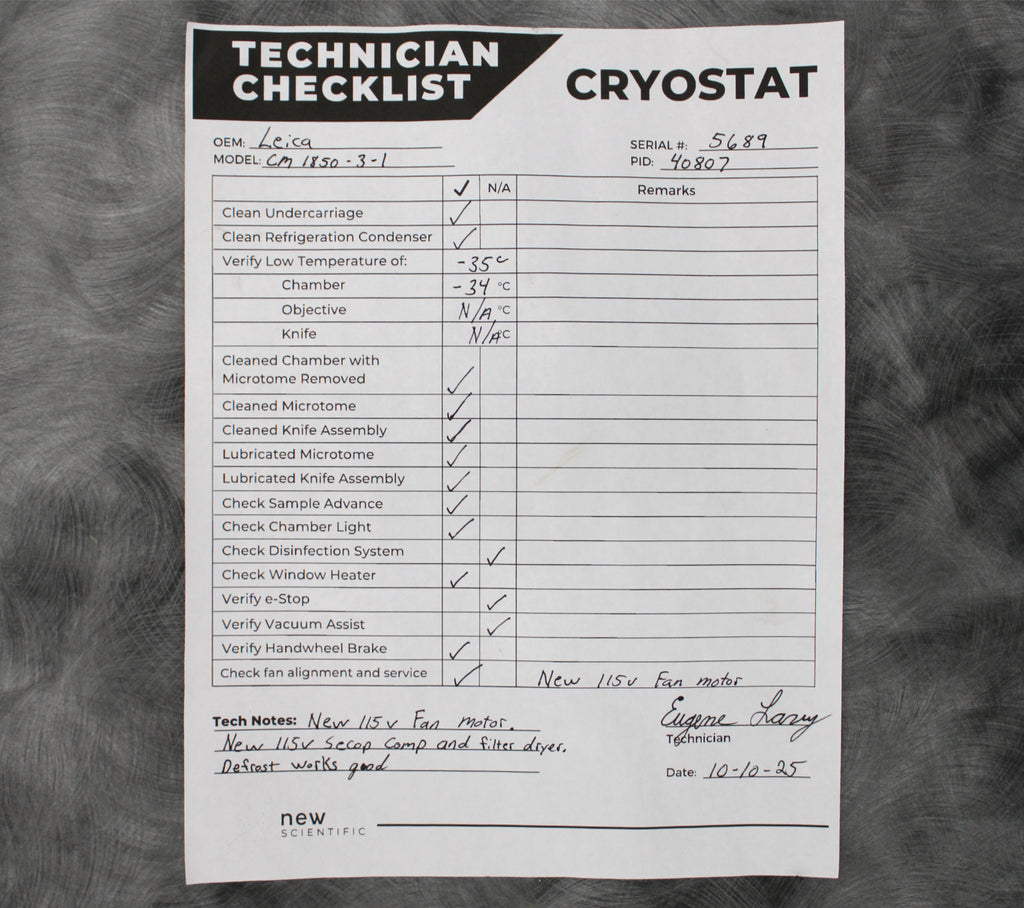 TECHNICIAN
CHECKLIST
CRYOSTAT
OEM: Leica
MODEL: CM 1850-3-1
SERIAL #: 5689
PID: 40807
✓ N/A Remarks
Clean Undercarriage ✓
Clean Refrigeration Condenser ✓
Verify Low Temperature of: -35c
Chamber -34 °C
Objective N/A °C
Knife N/A °C
Cleaned Chamber with
Microtome Removed ✓
Cleaned Microtome ✓
Cleaned Knife Assembly ✓
Lubricated Microtome ✓
Lubricated Knife Assembly ✓
Check Sample Advance ✓
Check Chamber Light ✓
Check Disinfection System ✓
Check Window Heater ✓
Verify e-Stop ✓
Verify Vacuum Assist ✓
Verify Handwheel Brake ✓
Check fan alignment and service ✓ New 115v Fan motor
Tech Notes: New 115v Fan motor.
New 115v Secop Comp and filter dryer.
Defrost works good
Eugene Larry
Technician
Date: 10-10-25
new
SCIENTIFIC